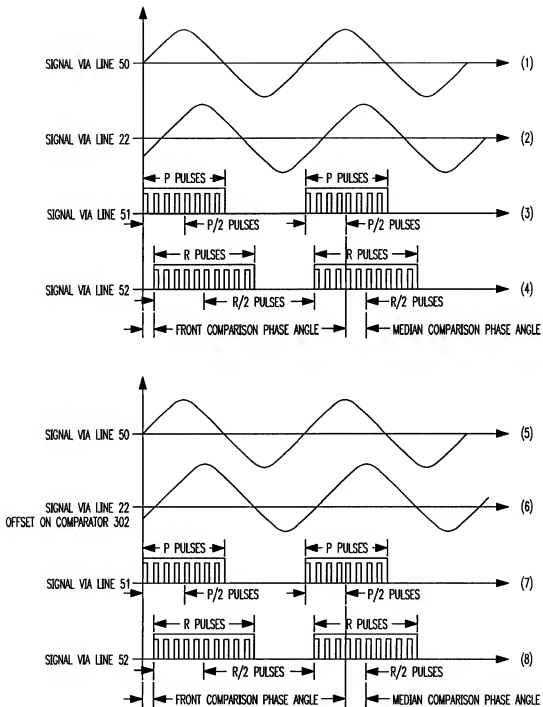 SIGNAL VIA LINE 50 (1)
SIGNAL VIA LINE 22 (2)
P PULSES P PULSES
SIGNAL VIA LINE 51 (3)
P/2 PULSES P/2 PULSES
R PULSES R PULSES
SIGNAL VIA LINE 52 (4)
R/2 PULSES R/2 PULSES
FRONT COMPARISON PHASE ANGLE MEDIAN COMPARISON PHASE ANGLE
SIGNAL VIA LINE 50 (5)
SIGNAL VIA LINE 22 (6)
OFFSET ON COMPARATOR 302
P PULSES P PULSES
SIGNAL VIA LINE 51 (7)
P/2 PULSES P/2 PULSES
R PULSES R PULSES
SIGNAL VIA LINE 52 (8)
R/2 PULSES R/2 PULSES
FRONT COMPARISON PHASE ANGLE MEDIAN COMPARISON PHASE ANGLE